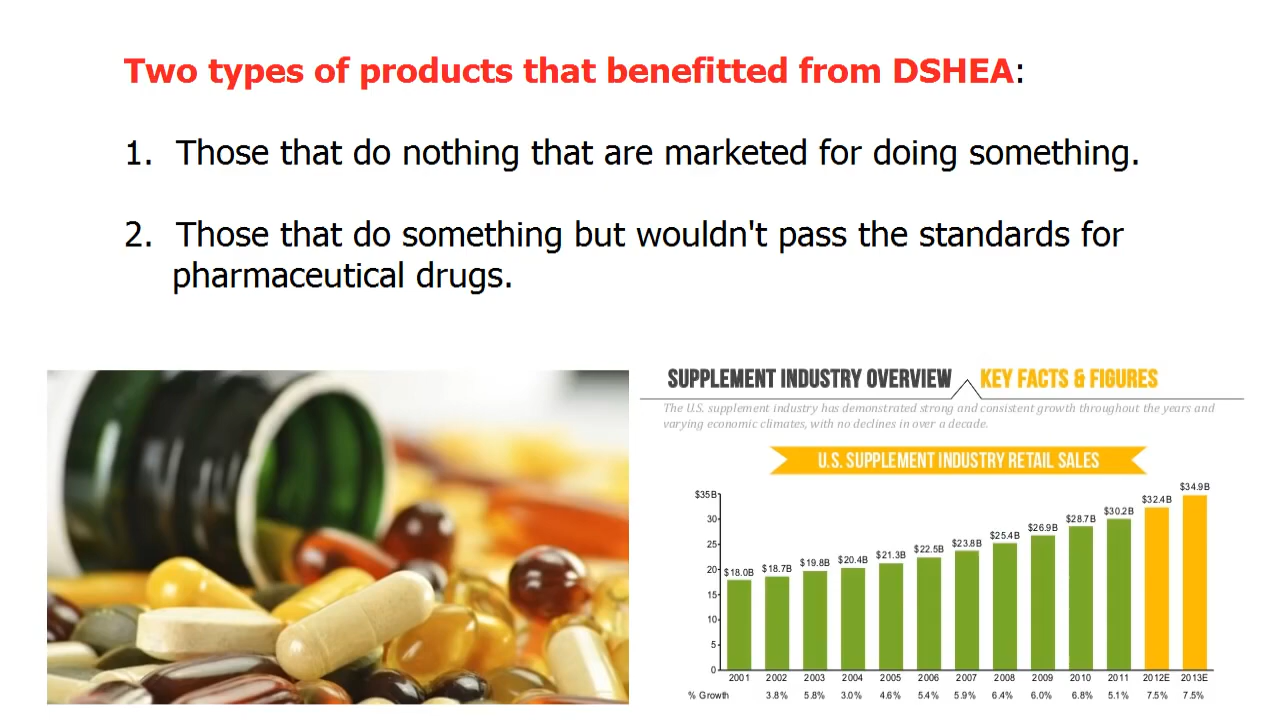 Two types of products that benefitted from DSHEA:
1. Those that do nothing that are marketed for doing something.
2. Those that do something but wouldn't pass the standards for
pharmaceutical drugs.
SUPPLEMENT INDUSTRY OVERVIEW KEY FACTS & FIGURES
The U.S. supplement industry has demonstrated strong and consistent growth throughout the years and
varying economic climates, with no declines in over a decade.
U.S. SUPPLEMENT INDUSTRY RETAIL SALES
$35B
30
25
20
15
10
5
0
$18.0B $18.7B $19.8B $20.4B $21.3B $22.5B $23.8B $25.4B $26.9B $28.7B $30.2B $32.4B $34.9B
2001 2002 2003 2004 2005 2006 2007 2008 2009 2010 2011 2012E 2013E
% Growth 3.8% 5.8% 3.0% 4.6% 5.4% 5.9% 6.4% 6.0% 6.8% 5.1% 7.5% 7.5%